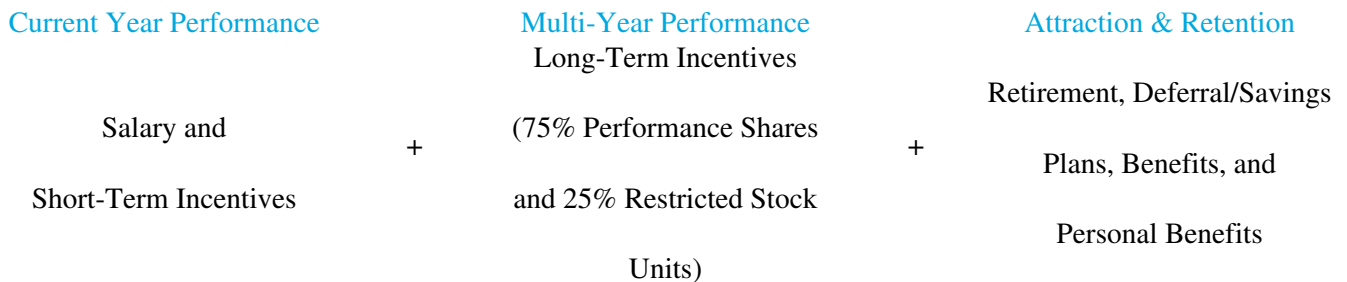 Current Year Performance
Salary and
Short-Term Incentives
+
Multi-Year Performance
Long-Term Incentives
(75% Performance Shares
and 25% Restricted Stock
Units)
+
Attraction & Retention
Retirement, Deferral/Savings
Plans, Benefits, and
Personal Benefits